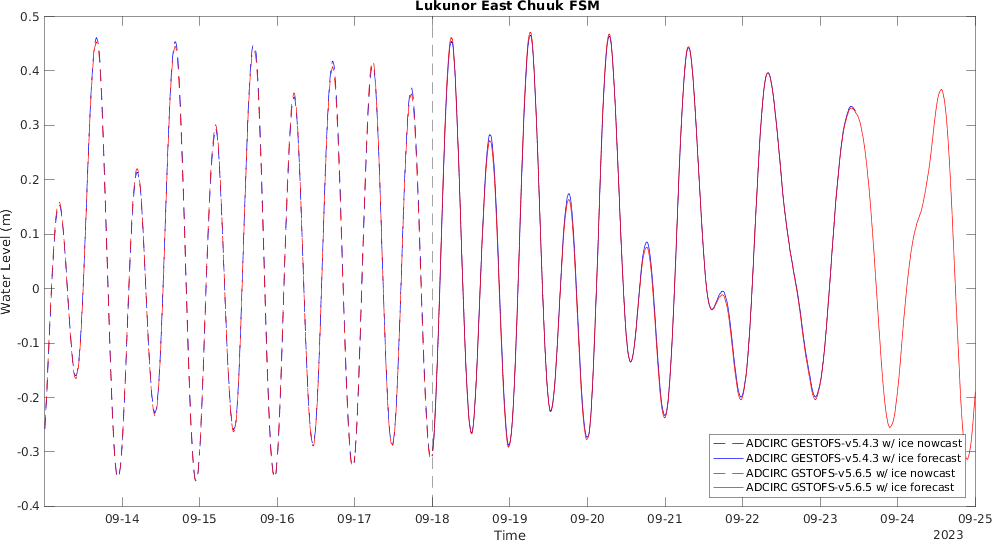 Lukunor East Chuuk FSM
0.5
0.4
0.3
0.2
0.1
0
-0.1
-0.2
-0.3
-0.4
Water Level (m)
ADCIRC GESTOFS-v5.4.3 w/ ice nowcast
ADCIRC GESTOFS-v5.4.3 w/ ice forecast
ADCIRC GSTOFS-v5.6.5 w/ ice nowcast
ADCIRC GSTOFS-v5.6.5 w/ ice forecast
09-14 09-15 09-16 09-17 09-18 09-19 09-20 09-21 09-22 09-23 09-24 09-25
Time
2023